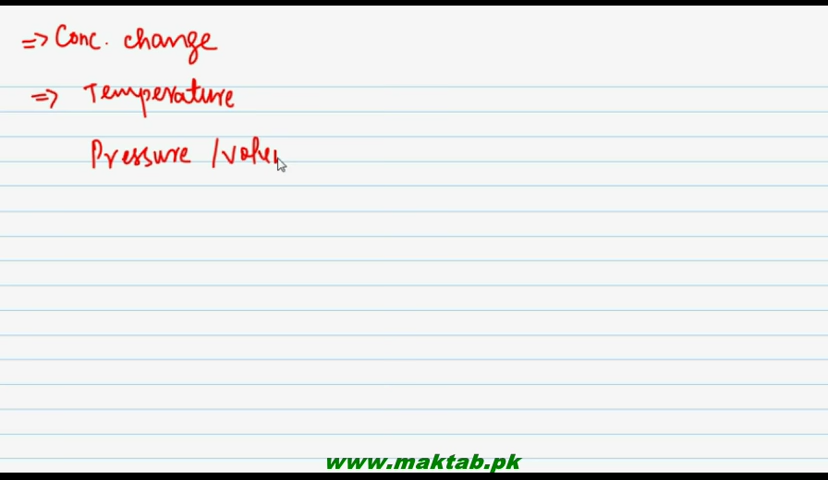 => Conc. change
=> Temperature
Pressure /
www.maktab.pk